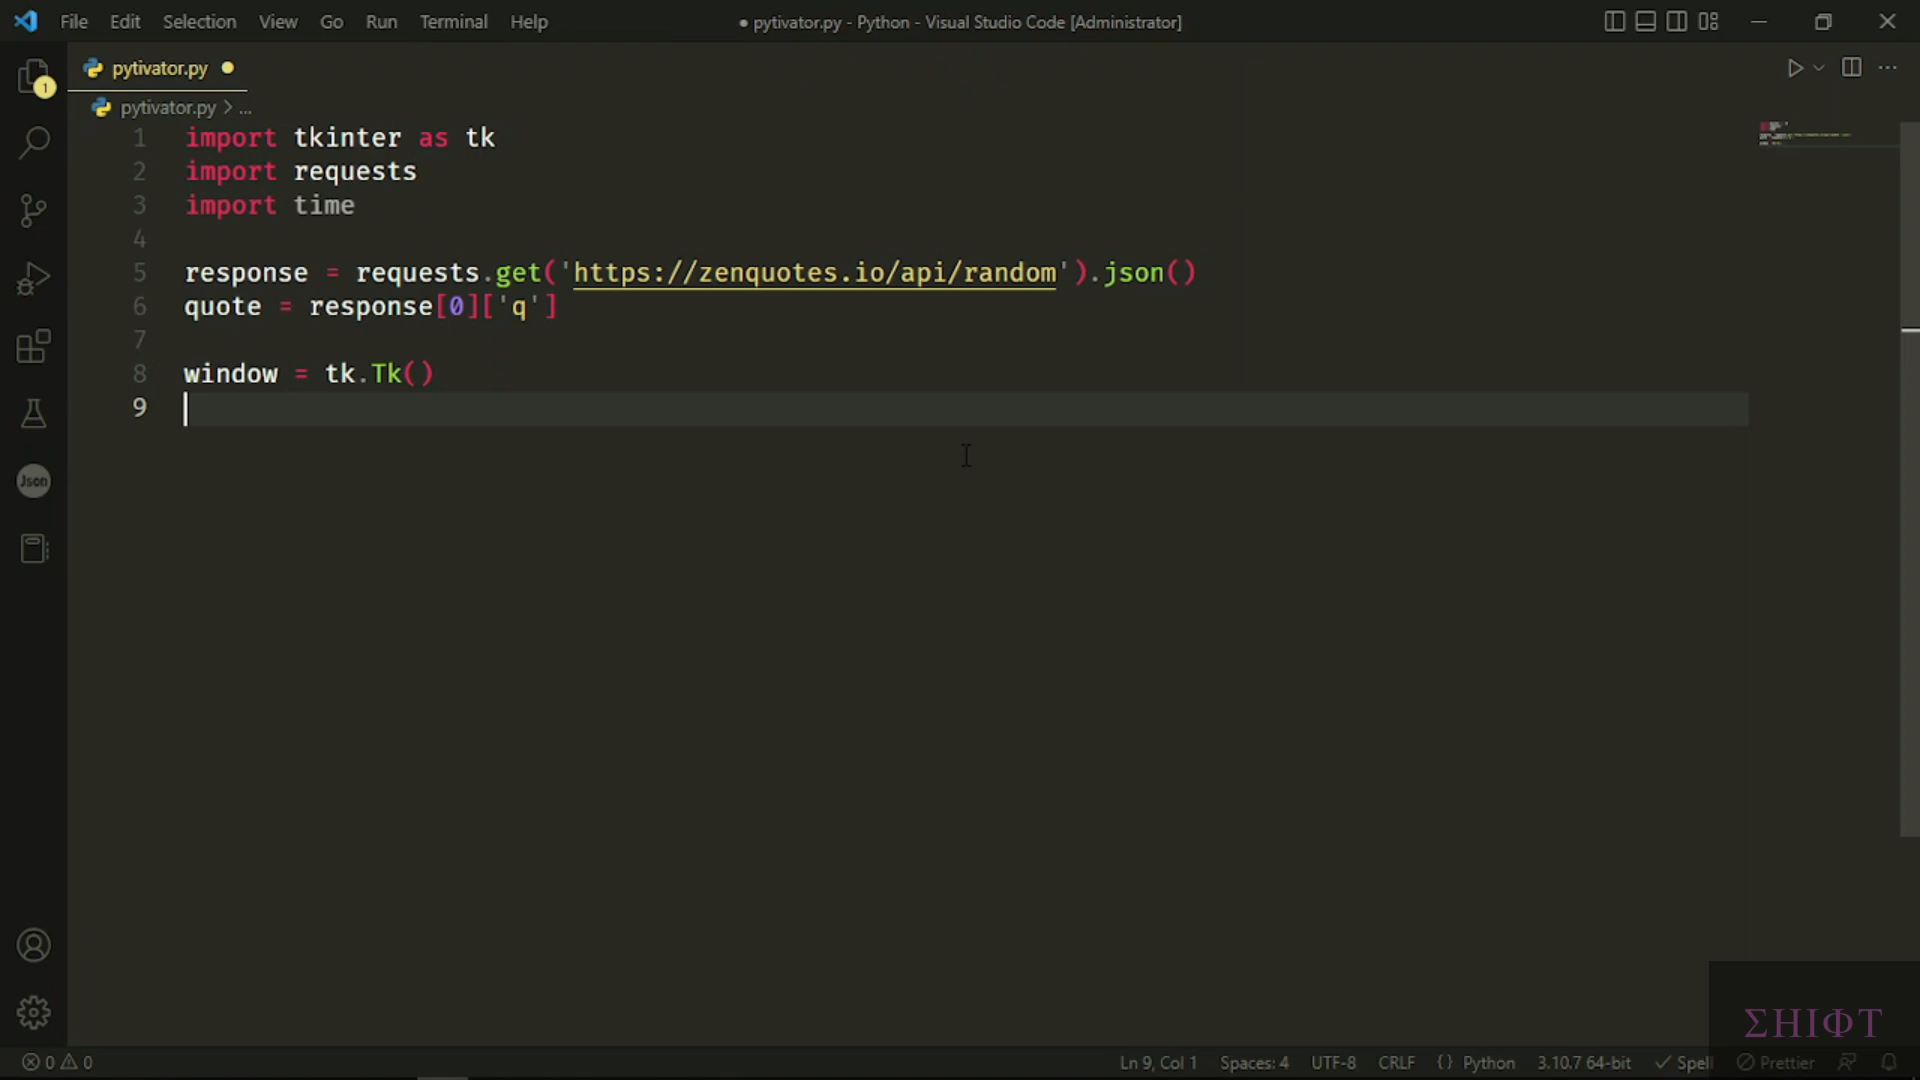 File Edit Selection View Go Run Terminal Help
● pytivator.py - Python - Visual Studio Code [Administrator]
pytivator.py
1
pytivator.py > ...
1 import tkinter as tk
2 import requests
3 import time
4
5 response = requests.get('https://zenquotes.io/api/random').json()
6 quote = response[0]['q']
7
8 window = tk.Tk()
9
Json
ΣHIΦT
0 0
Ln 9, Col 1 Spaces: 4 UTF-8 CRLF {} Python 3.10.7 64-bit Spell Prettier